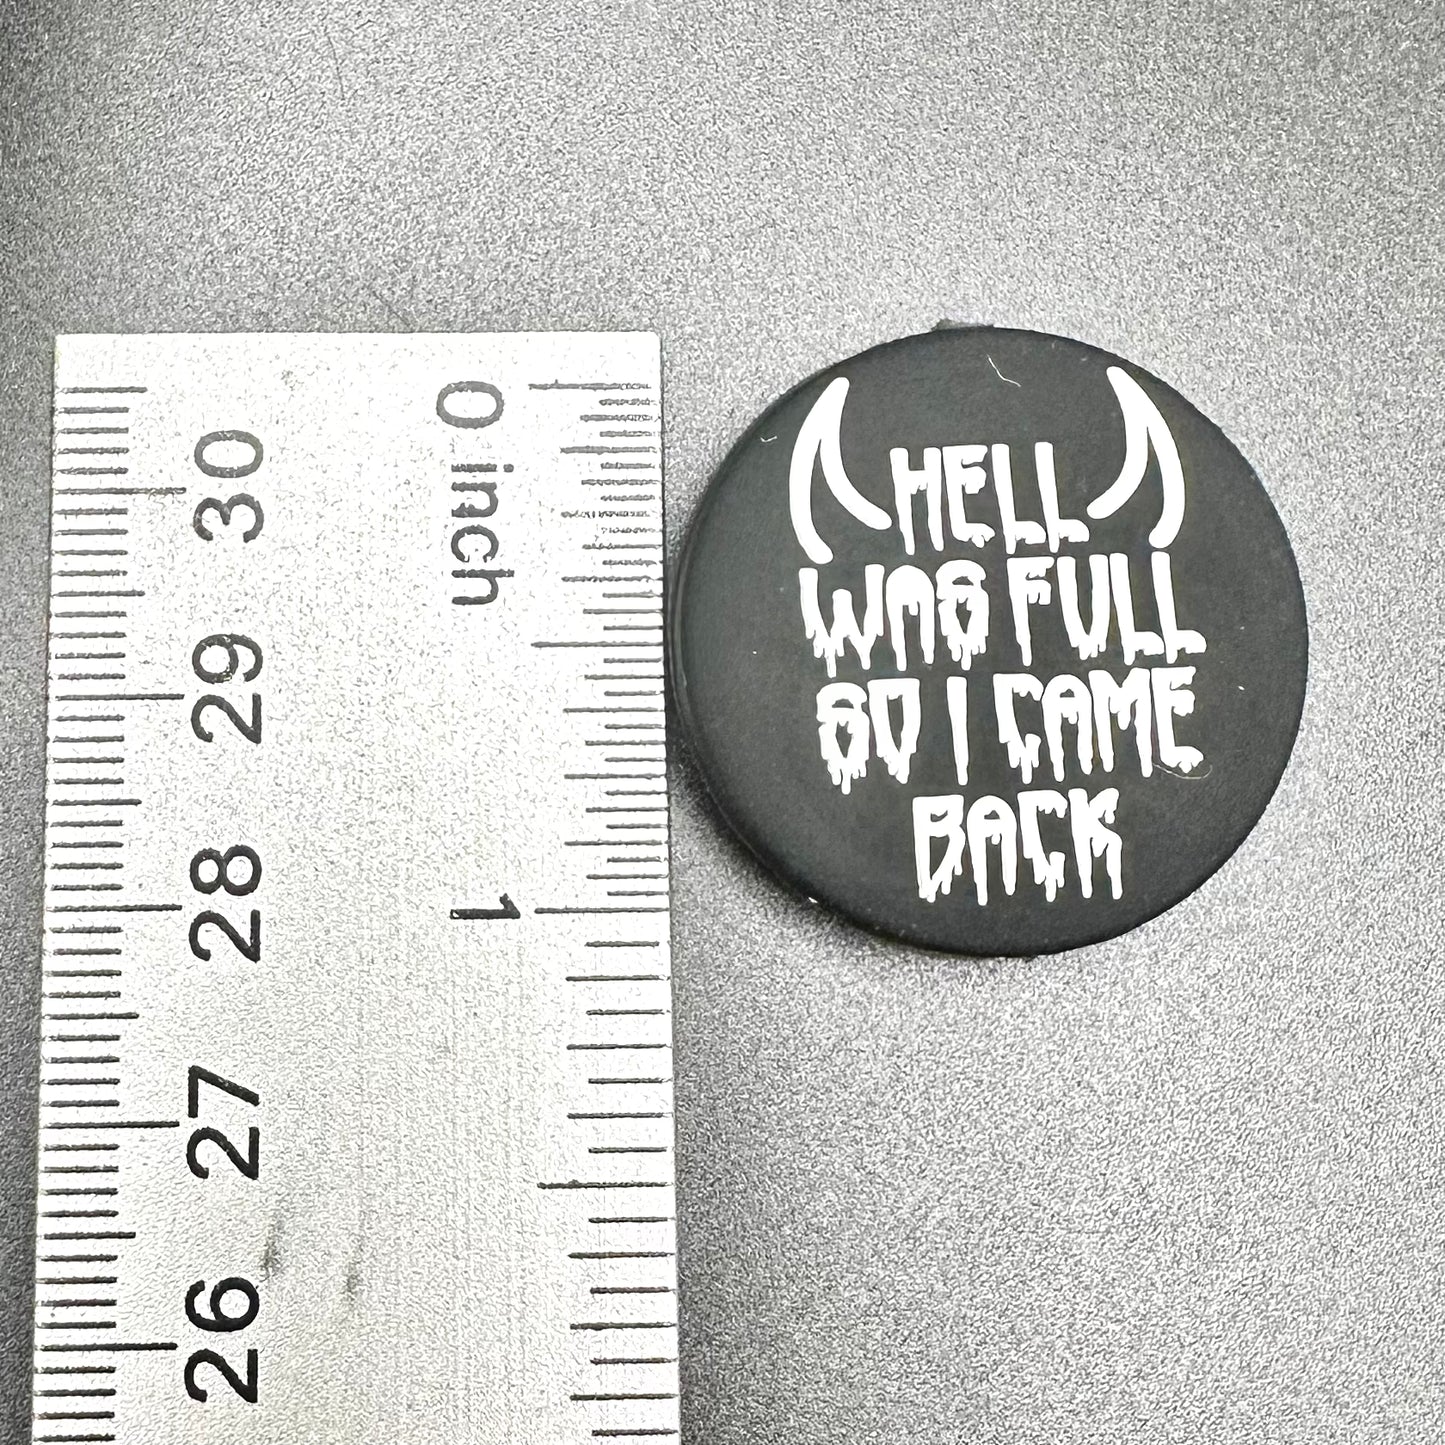 HELL
WAS FULL
SO I CAME
BACK
0 inch
1
30
29
28
27
26